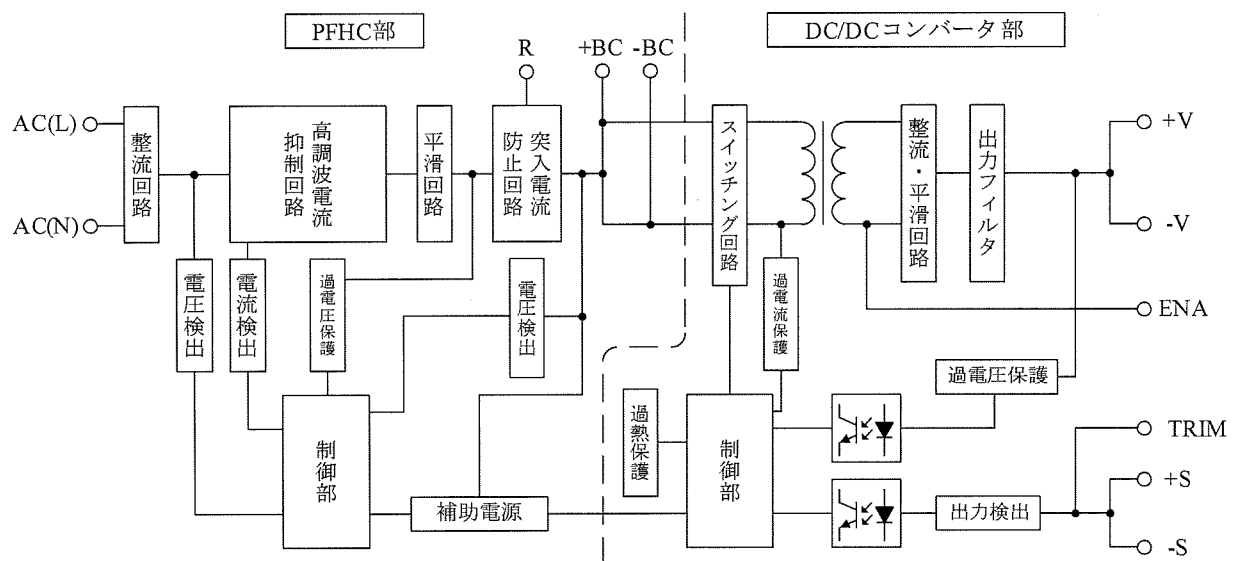 PFHC部
DC/DCコンバータ部
R
+BC
-BC
AC(L)
AC(N)
整流回路
高調波電流
抑制回路
平滑回路
突入電流
防止回路
スイッチング回路
整流・平滑回路
出力フィルタ
+V
-V
ENA
電圧検出
電流検出
過電圧保護
電圧検出
過電流保護
過電圧保護
制御部
補助電源
過熱保護
制御部
出力検出
TRIM
+S
-S